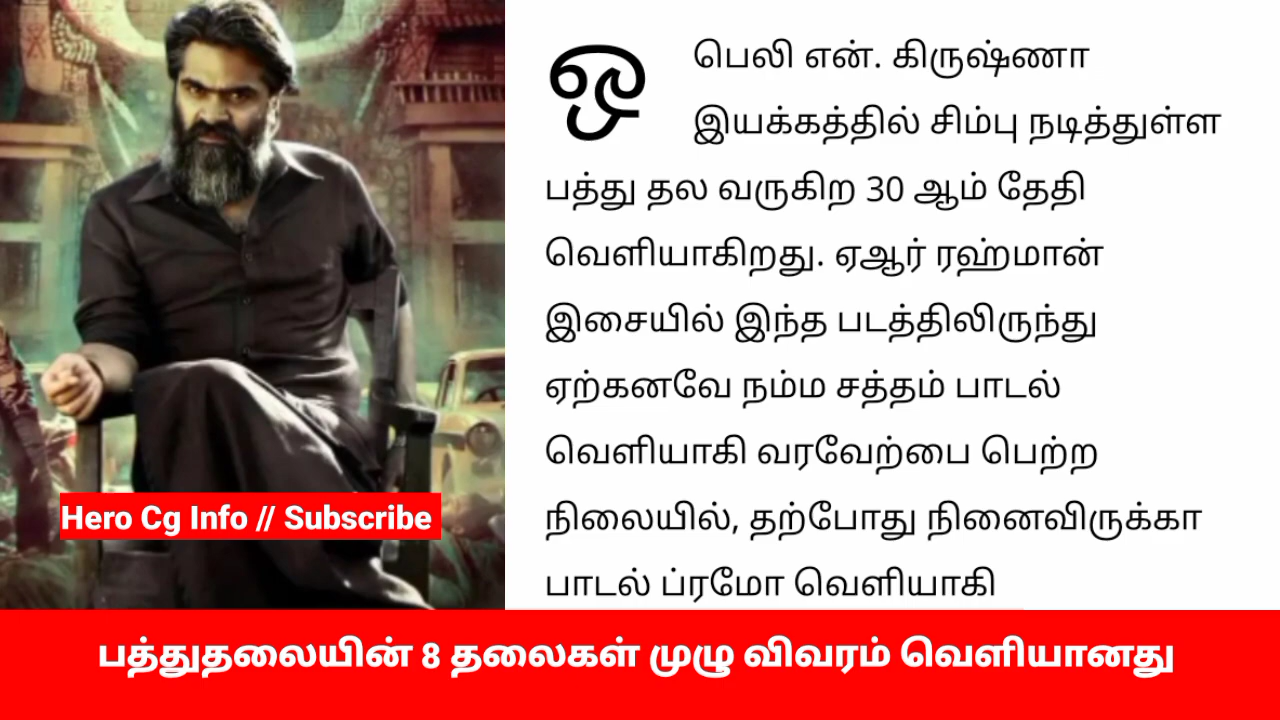 ஒபெலி என். கிருஷ்ணா
இயக்கத்தில் சிம்பு நடித்துள்ள
பத்து தல வருகிற 30 ஆம் தேதி
வெளியாகிறது. ஏஆர் ரஹ்மான்
இசையில் இந்த படத்திலிருந்து
ஏற்கனவே நம்ம சத்தம் பாடல்
வெளியாகி வரவேற்பை பெற்ற
நிலையில், தற்போது நினைவிருக்கா
பாடல் ப்ரமோ வெளியாகி
Hero Cg Info // Subscribe
பத்துதலையின் 8 தலைகள் முழு விவரம் வெளியானது